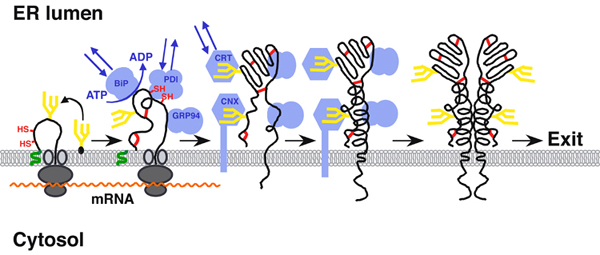 ER lumen
ADP
ATP
BiP
PDI
SH
SH
GRP94
HS
HS
CRT
CNX
Exit
mRNA
Cytosol